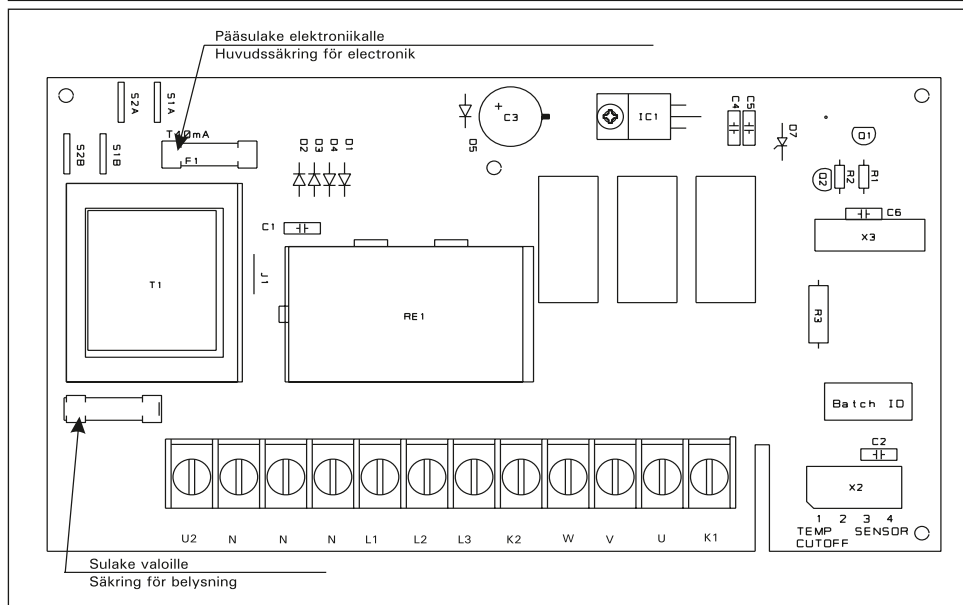 Pääsulake elektroniikalle
Huvudssäkring för electronik
S2A
S1A
S2B
S1B
T40mA
F1
D2
D3
D4
D1
D5
+
C3
IC1
C4
C5
D7
Q1
Q2
R2
R1
C6
X3
C1
J1
T1
RE1
R3
Batch ID
C2
X2
1 2 3 4
TEMP SENSOR
CUTOFF
U2 N N N L1 L2 L3 K2 W V U K1
Sulake valoille
Säkring för belysning